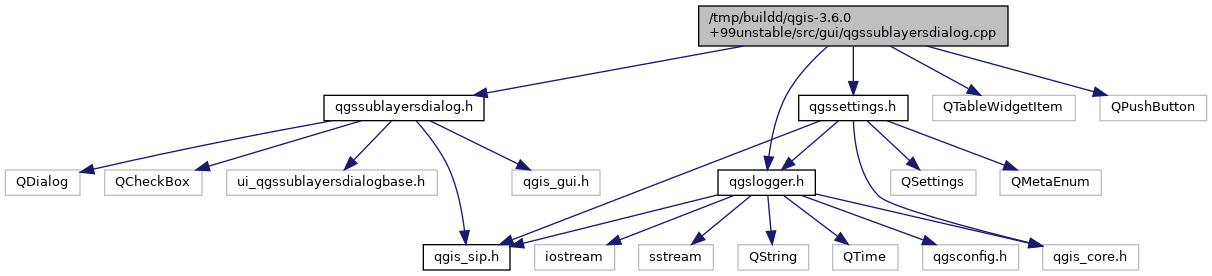 /tmp/buildd/qgis-3.6.0
+99unstable/src/gui/qgssublayersdialog.cpp
qgssublayersdialog.h
qgssettings.h
QTableWidgetItem
QPushButton
QDialog
QCheckBox
ui_qgssublayersdialogbase.h
qgis_gui.h
qgslogger.h
QSettings
QMetaEnum
qgis_sip.h
iostream
sstream
QString
QTime
qgsconfig.h
qgis_core.h